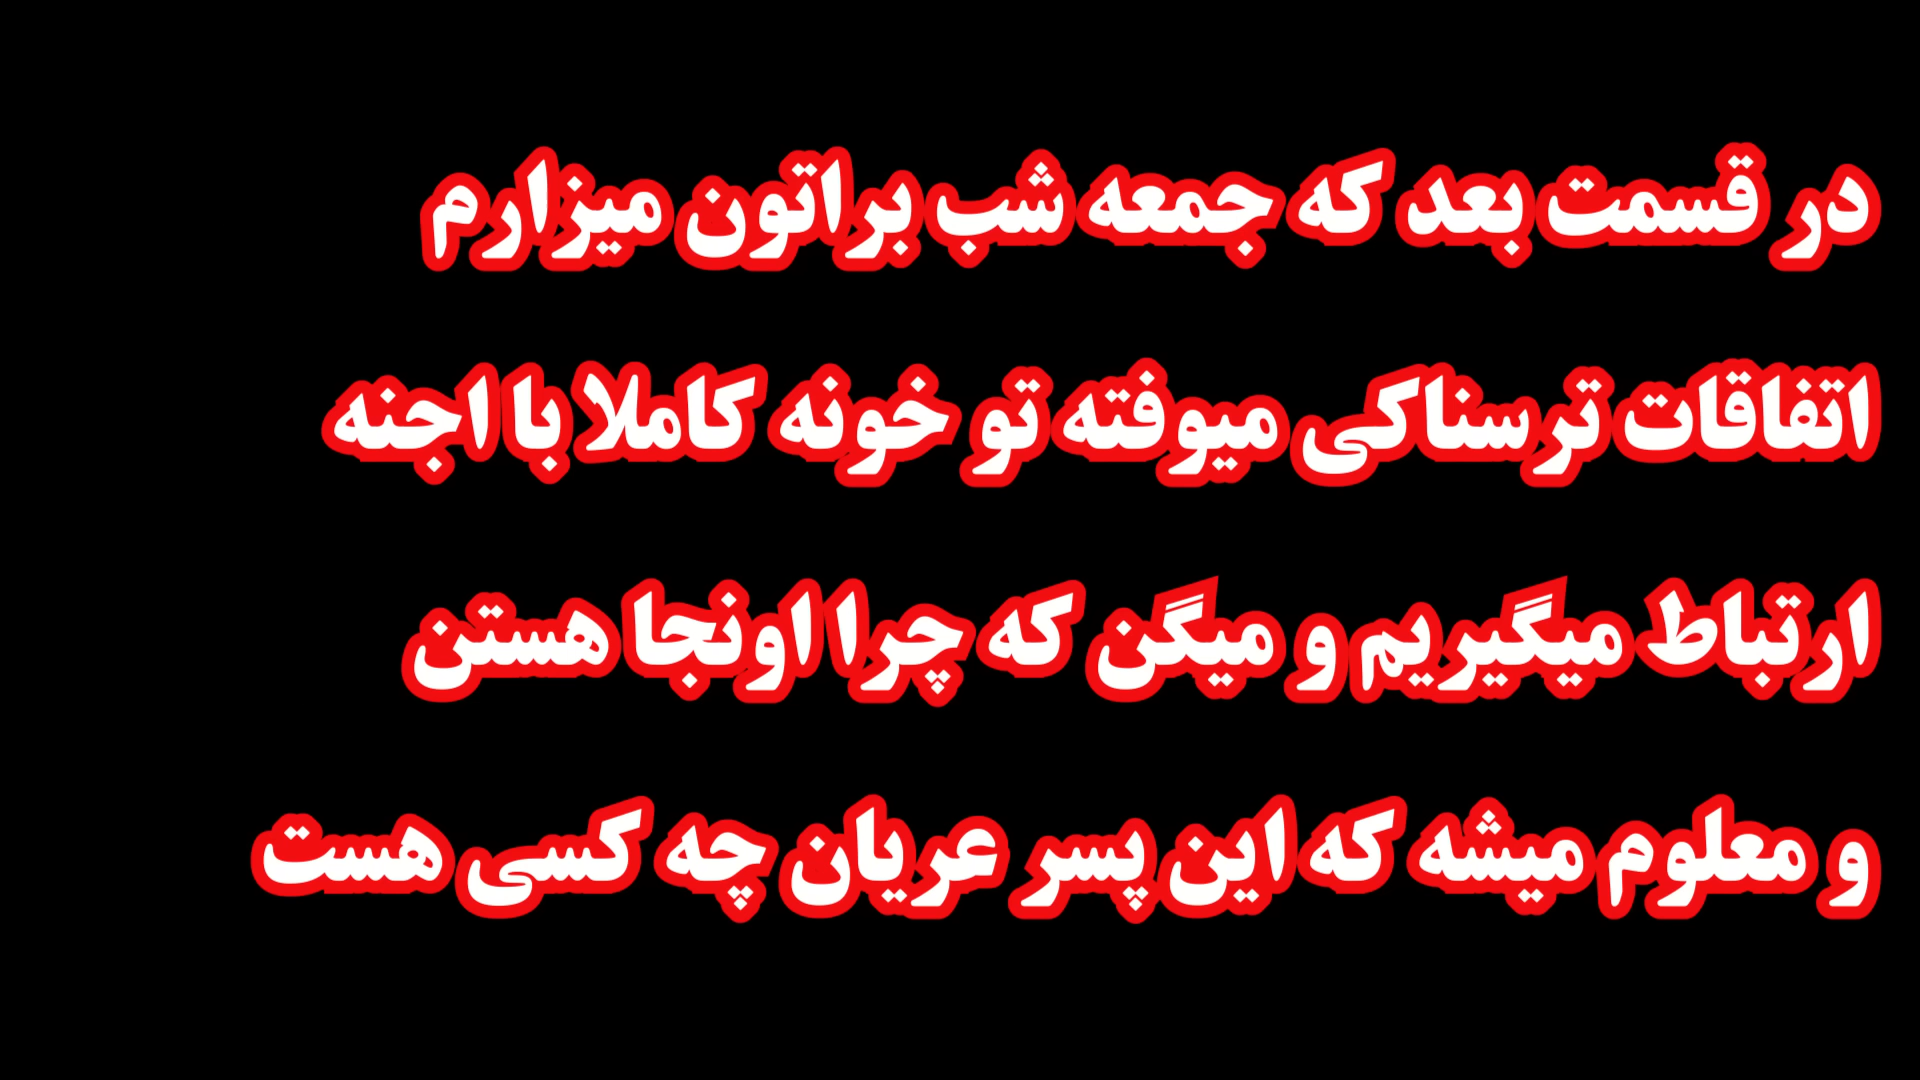 در قسمت بعد که جمعه شب براتون میزارم
اتفاقات ترسناکی میوفته تو خونه کاملا با اجنه
ارتباط میگیریم و میگن که چرا اونجا هستن
و معلوم میشه که این پسر عریان چه کسی هست